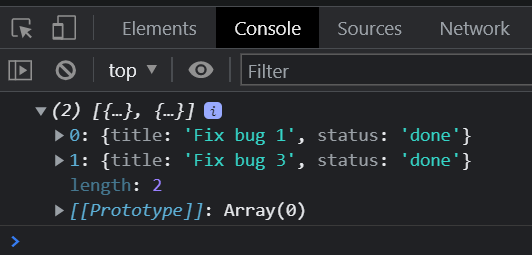 Elements Console Sources Network
top ▼ Filter
▼(2) [{…}, {…}] i
▶0: {title: 'Fix bug 1', status: 'done'}
▶1: {title: 'Fix bug 3', status: 'done'}
length: 2
▶[[Prototype]]: Array(0)
>